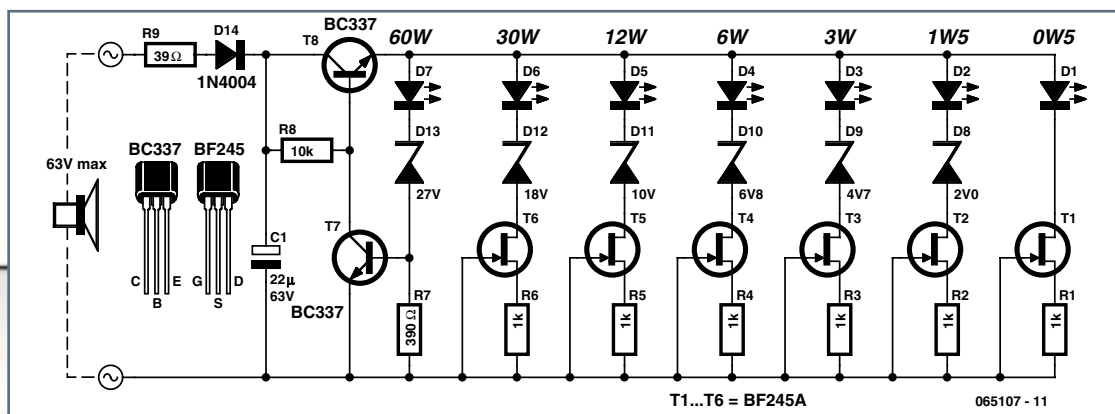 BC337
60W 30W 12W 6W 3W 1W5 0W5
R9 D14 T8
39Ω
1N4004
D7 D6 D5 D4 D3 D2 D1
R8
10k
D13 D12 D11 D10 D9 D8
27V 18V 10V 6V8 4V7 2V0
63V max
BC337 BF245
T7 T6 T5 T4 T3 T2 T1
C1
22µ
63V
C B E G S D
BC337
R7 R6 R5 R4 R3 R2 R1
390Ω 1k 1k 1k 1k 1k 1k
T1...T6 = BF245A
065107 - 11